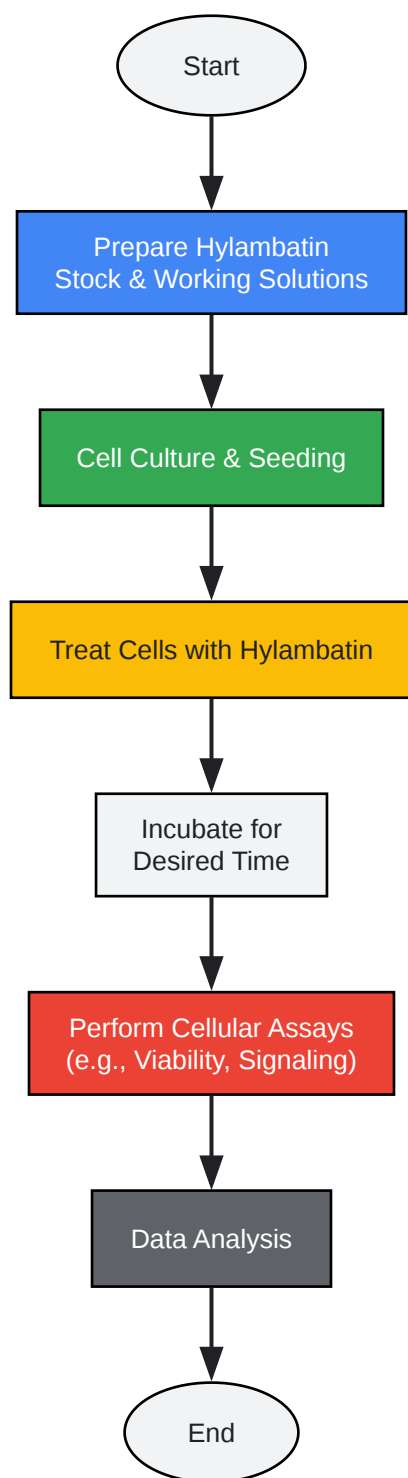 Start
Prepare Hylambatin
Stock & Working Solutions
Cell Culture & Seeding
Treat Cells with Hylambatin
Incubate for
Desired Time
Perform Cellular Assays
(e.g., Viability, Signaling)
Data Analysis
End